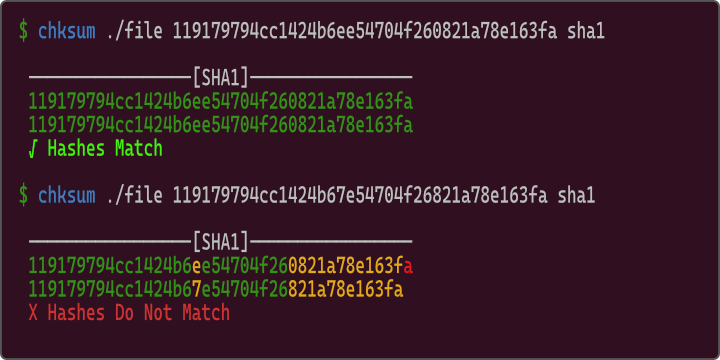 $ chksum ./file 119179794cc1424b6ee54704f260821a78e163fa sha1
─────────────────[SHA1]─────────────────
119179794cc1424b6ee54704f260821a78e163fa
119179794cc1424b6ee54704f260821a78e163fa
√ Hashes Match
$ chksum ./file 119179794cc1424b67e54704f26821a78e163fa sha1
─────────────────[SHA1]─────────────────
119179794cc1424b6ee54704f260821a78e163fa
119179794cc1424b67e54704f26821a78e163fa
X Hashes Do Not Match